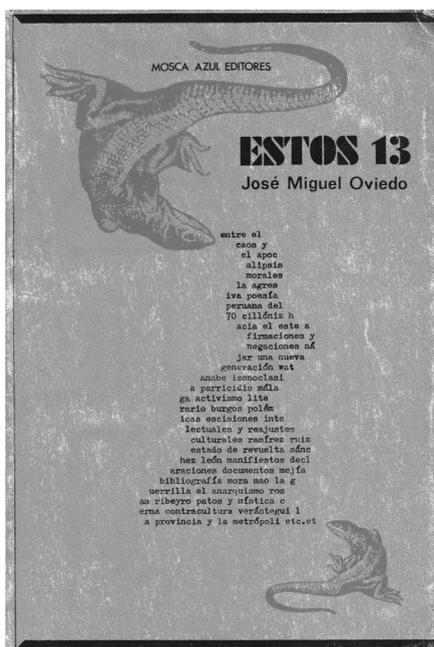 MOSCA AZUL EDITORES
ESTOS 13
José Miguel Oviedo
entre el
caos y
el apoc
alipsis
morales
la agres
iva poesía
peruana del
70 cillóniz h
acia el este a
firmaciones y
negaciones ná
jar una nueva
generación wat
anabe iconoclasi
a parricidio mála
ga activismo lite
rario burgos polém
icas escisiones inte
lectuales y reajustes
culturales ramírez ruiz
estado de revuelta sánc
hez león manifiestos decl
araciones documentos mejía
bibliografía mora mao la g
uerrilla el anarquismo ros
as ribeyro patos y mística c
erna contracultura verástegui l
a provincia y la metrópoli etc.et